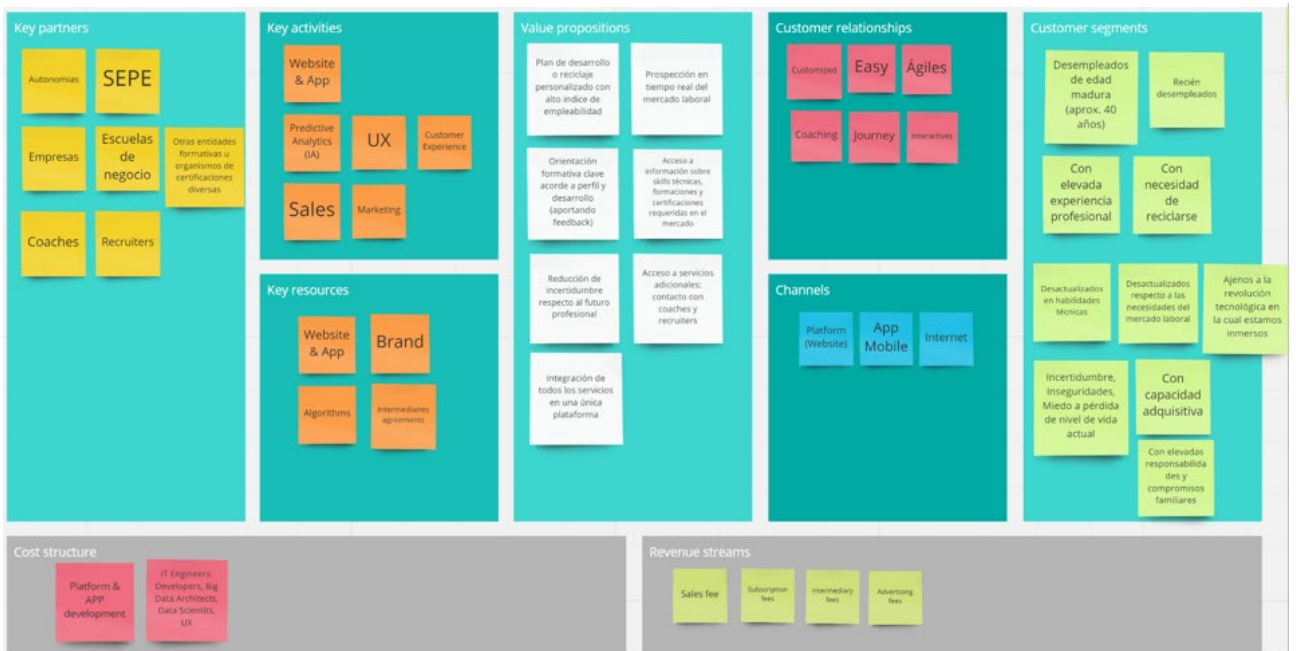 Key partners
Autonomías
SEPE
Empresas
Escuelas
de
negocio
Otras entidades
formativas u
organismos de
certificaciones
diversas
Coaches
Recruiters
Key activities
Website
& App
Predictive
Analytics
(IA)
UX
Customer
Experience
Sales
Marketing
Key resources
Website
& App
Brand
Algorithms
Intermediaries
agreements
Value propositions
Plan de desarrollo
o reciclaje
personalizado con
alto indice de
empleabilidad
Prospección en
tiempo real del
mercado laboral
Orientación
formativa clave
acorde a perfil y
desarrollo
(aportando
feedback)
Acceso a
información sobre
skills técnicas,
formaciones y
certificaciones
requeridas en el
mercado
Reducción de
incertidumbre
respecto al futuro
profesional
Acceso a servicios
adicionales:
contacto con
coaches y
recruiters
Integración de
todos los servicios
en una única
plataforma
Customer relationships
Customized
Easy
Ágiles
Coaching
Journey
Interactives
Channels
Platform
(Website)
App
Mobile
Internet
Customer segments
Desempleados
de edad
madura
(aprox. 40
años)
Recién
desempleados
Con
elevada
experiencia
profesional
Con
necesidad
de
reciclarse
Desactualizados
en habilidades
técnicas
Desactualizados
respecto a las
necesidades del
mercado laboral
Ajenos a la
revolución
tecnológica en
la cual estamos
inmersos
Incertidumbre,
Inseguridades,
Miedo a pérdida
de nivel de vida
actual
Con
capacidad
adquisitiva
Con elevadas
responsabilida
des y
compromisos
familiares
Cost structure
Platform &
APP
development
IT Engineers:
Developers, Big
Data Architects,
Data Scientits,
UX
Revenue streams
Sales fee
Subscription
fees
Intermediary
fees
Advertising
fees